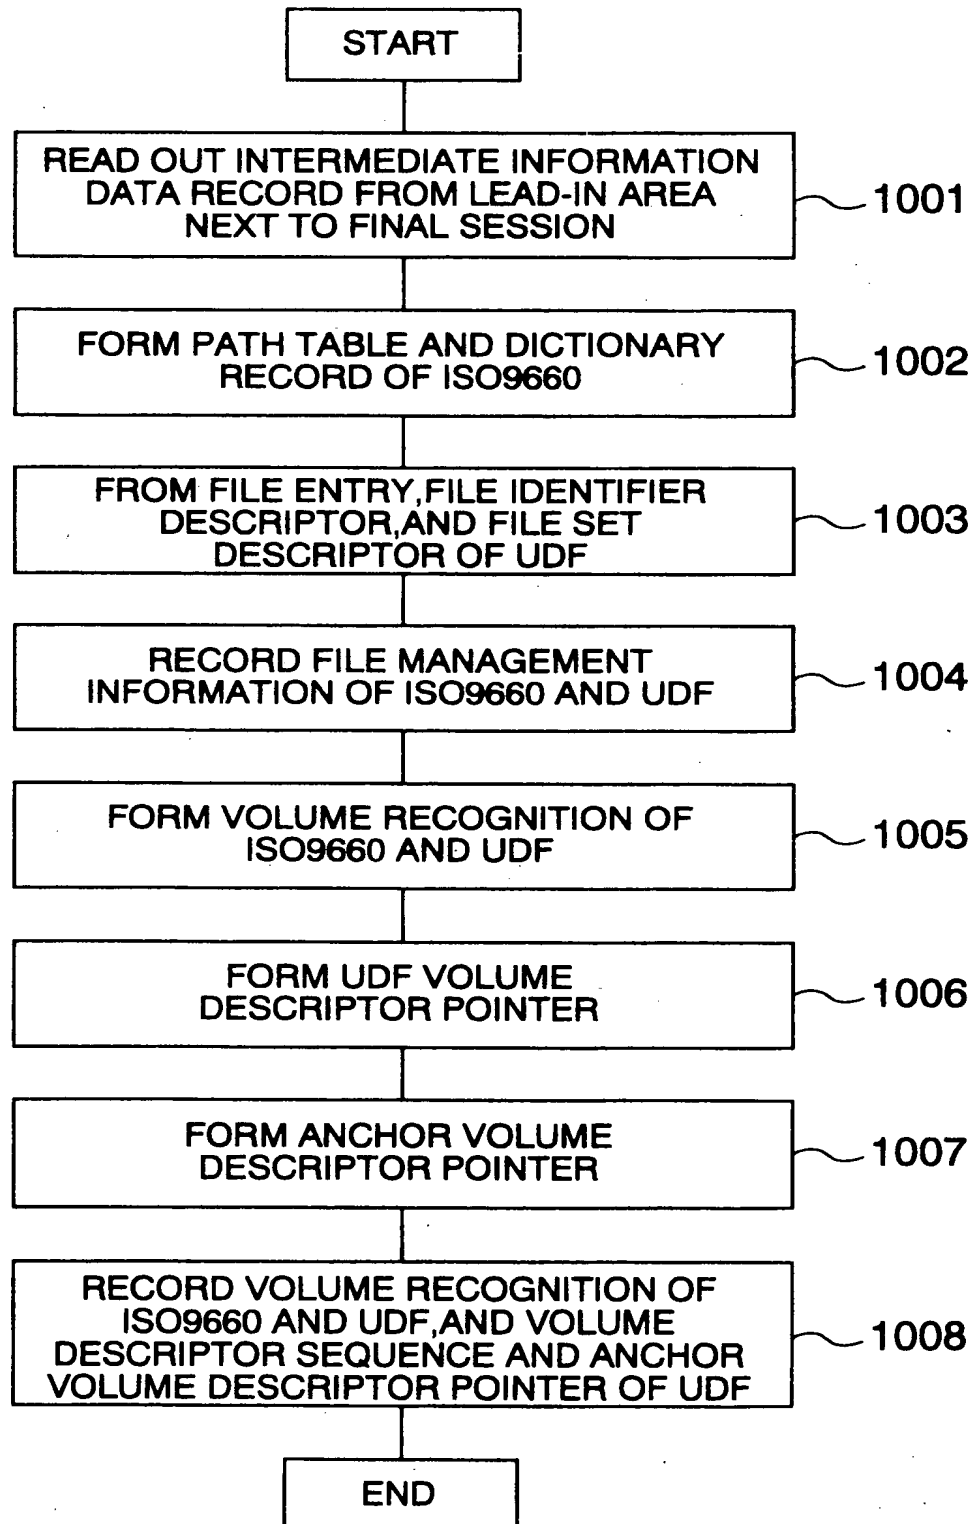 START
READ OUT INTERMEDIATE INFORMATION
DATA RECORD FROM LEAD-IN AREA
NEXT TO FINAL SESSION
1001
FORM PATH TABLE AND DICTIONARY
RECORD OF ISO9660
1002
FROM FILE ENTRY,FILE IDENTIFIER
DESCRIPTOR,AND FILE SET
DESCRIPTOR OF UDF
1003
RECORD FILE MANAGEMENT
INFORMATION OF ISO9660 AND UDF
1004
FORM VOLUME RECOGNITION OF
ISO9660 AND UDF
1005
FORM UDF VOLUME
DESCRIPTOR POINTER
1006
FORM ANCHOR VOLUME
DESCRIPTOR POINTER
1007
RECORD VOLUME RECOGNITION OF
ISO9660 AND UDF,AND VOLUME
DESCRIPTOR SEQUENCE AND ANCHOR
VOLUME DESCRIPTOR POINTER OF UDF
1008
END